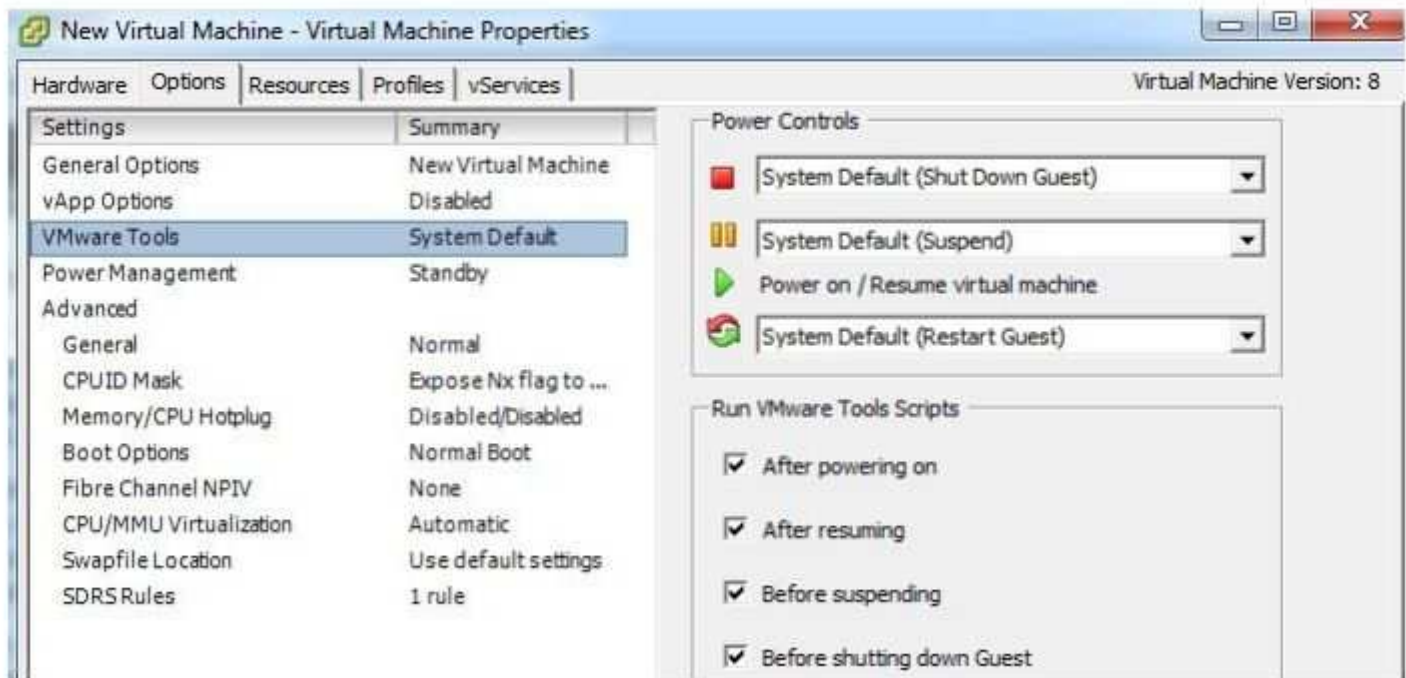 New Virtual Machine - Virtual Machine Properties
Hardware Options Resources Profiles vServices Virtual Machine Version: 8
Settings Summary
General Options New Virtual Machine
vApp Options Disabled
VMware Tools System Default
Power Management Standby
Advanced
General Normal
CPUID Mask Expose Nx flag to ...
Memory/CPU Hotplug Disabled/Disabled
Boot Options Normal Boot
Fibre Channel NPIV None
CPU/MMU Virtualization Automatic
Swapfile Location Use default settings
SDRS Rules 1 rule
Power Controls
System Default (Shut Down Guest)
System Default (Suspend)
Power on / Resume virtual machine
System Default (Restart Guest)
Run VMware Tools Scripts
After powering on
After resuming
Before suspending
Before shutting down Guest